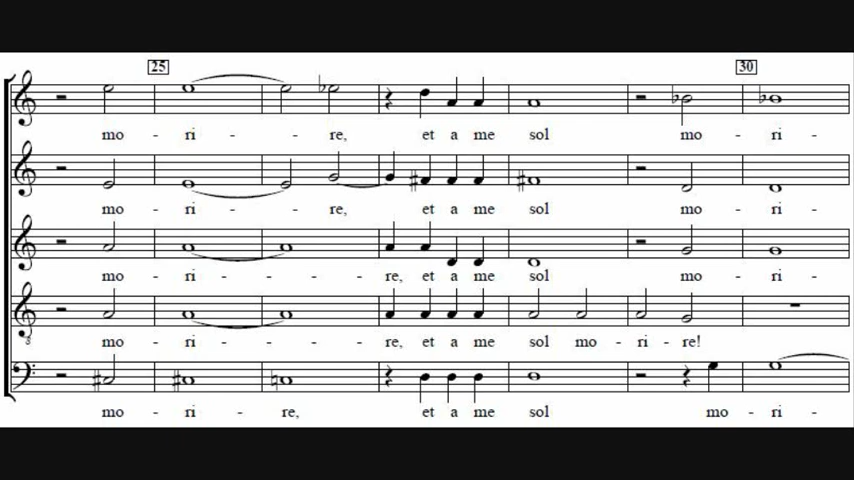 25 30
mo - ri - - re, et a me sol mo - ri -
mo - ri - - re, et a me sol mo - ri -
mo - ri - - - re, et a me sol mo - ri -
8
mo - ri - - - re, et a me sol mo - ri - re!
mo - ri - re, et a me sol mo - ri -